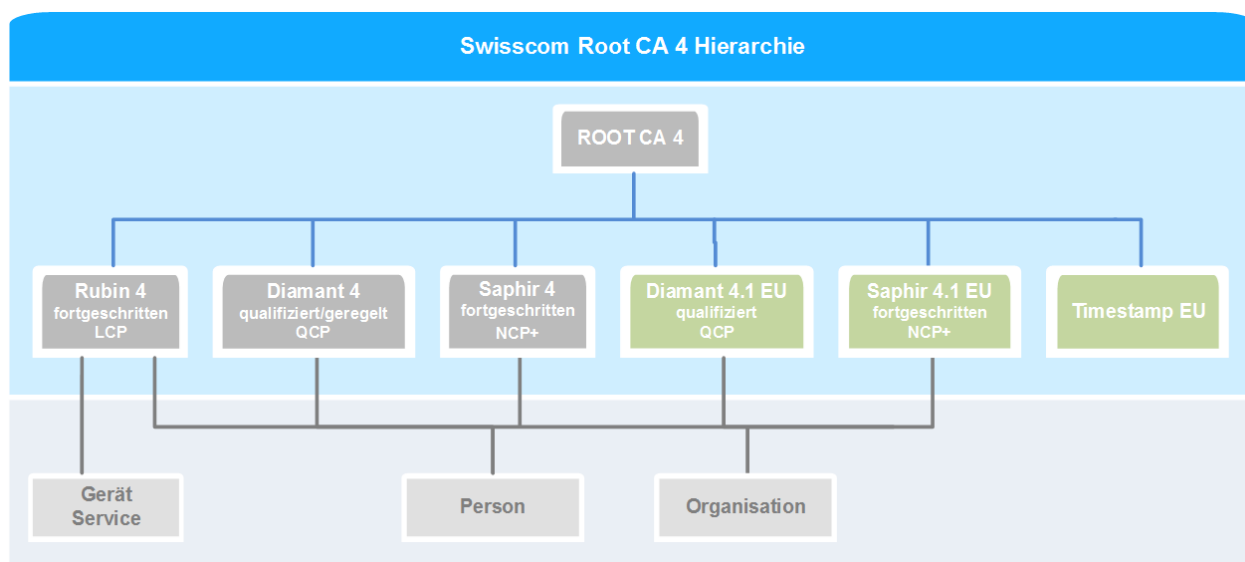 Swisscom Root CA 4 Hierarchie
ROOT CA 4
Rubin 4
fortgeschritten
LCP
Diamant 4
qualifiziert/geregelt
QCP
Saphir 4
fortgeschritten
NCP+
Diamant 4.1 EU
qualifiziert
QCP
Saphir 4.1 EU
fortgeschritten
NCP+
Timestamp EU
Gerät
Service
Person
Organisation